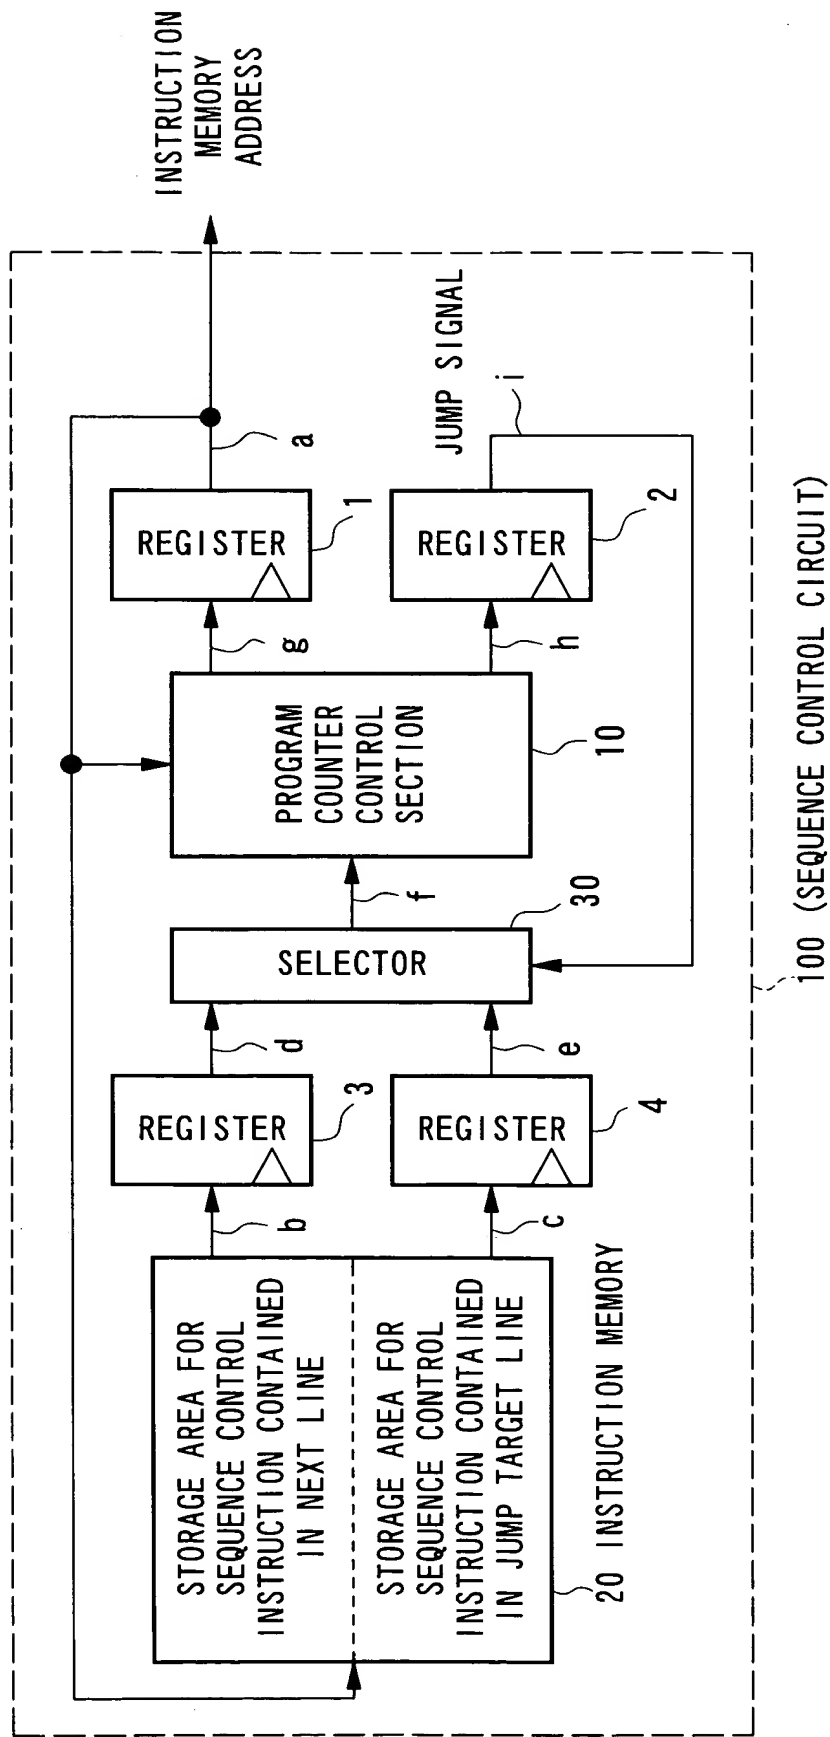 INSTRUCTION
MEMORY
ADDRESS
STORAGE AREA FOR
SEQUENCE CONTROL
INSTRUCTION CONTAINED
IN NEXT LINE
STORAGE AREA FOR
SEQUENCE CONTROL
INSTRUCTION CONTAINED
IN JUMP TARGET LINE
20 INSTRUCTION MEMORY
b
c
REGISTER
3
REGISTER
4
d
e
SELECTOR
30
f
PROGRAM
COUNTER
CONTROL
SECTION
10
g
h
REGISTER
1
REGISTER
2
a
JUMP SIGNAL
i
100 (SEQUENCE CONTROL CIRCUIT)